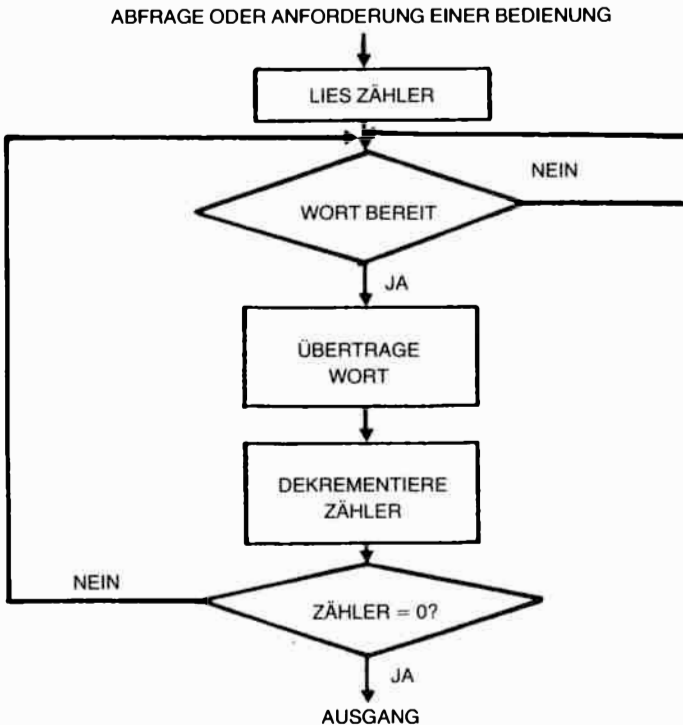 ABFRAGE ODER ANFORDERUNG EINER BEDIENUNG
LIES ZÄHLER
NEIN
WORT BEREIT
JA
ÜBERTRAGE
WORT
DEKREMENTIERE
ZÄHLER
NEIN
ZÄHLER = 0?
JA
AUSGANG